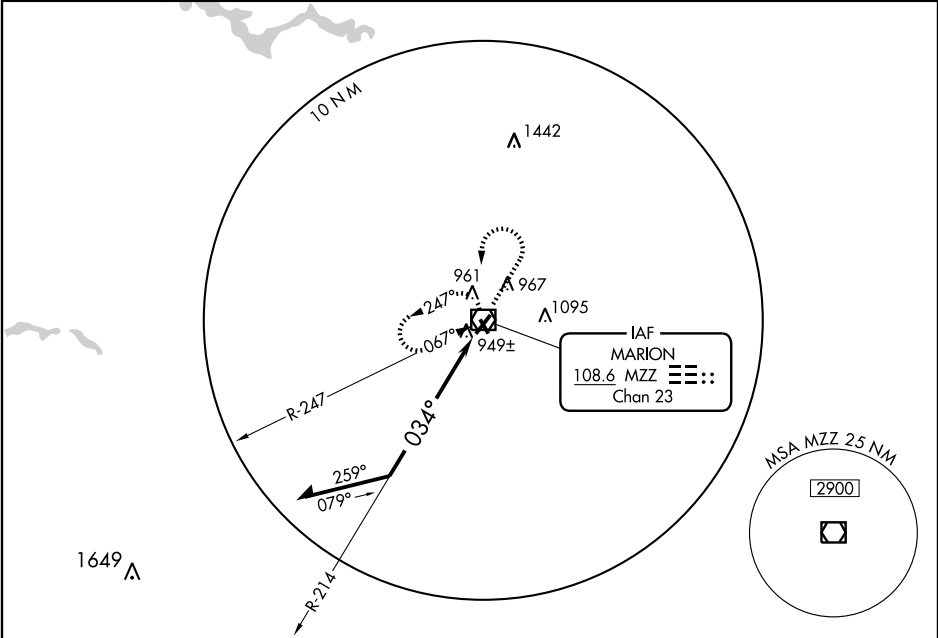 10 NM
1442
961
967
247°
1095
067°
949±
IAF
MARION
108.6 MZZ
Chan 23
R-247
034°
MSA MZZ 25 NM
259°
079°
2900
1649
R-214